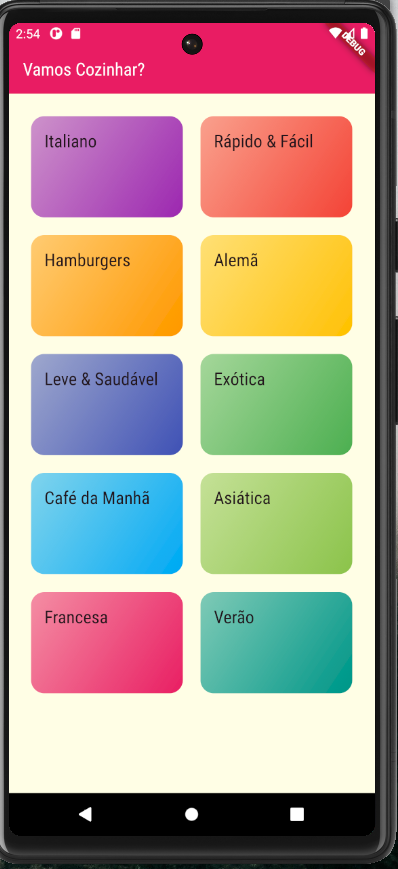 2:54
DEBUG
Vamos Cozinhar?
Italiano
Rápido & Fácil
Hamburgers
Alemã
Leve & Saudável
Exótica
Café da Manhã
Asiática
Francesa
Verão